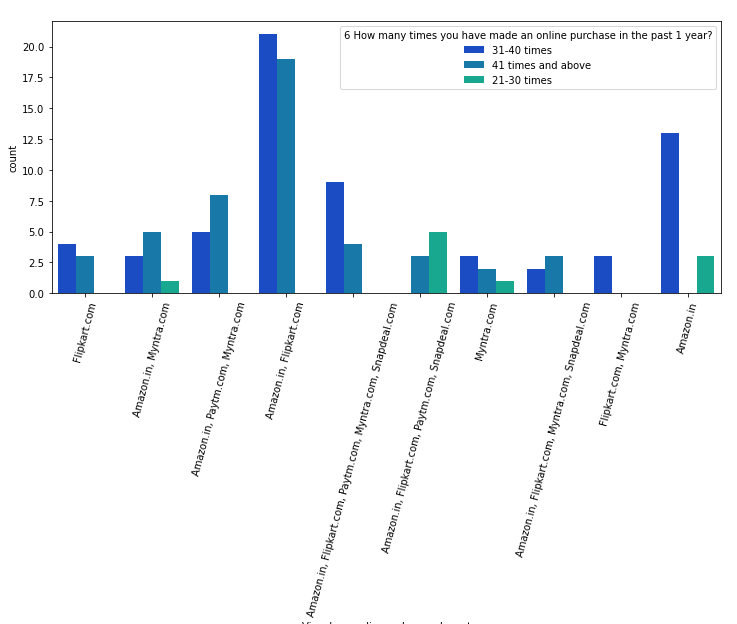 6 How many times you have made an online purchase in the past 1 year?
31-40 times
41 times and above
21-30 times
count
20.0
17.5
15.0
12.5
10.0
7.5
5.0
2.5
0.0
Flipkart.com
Amazon.in, Myntra.com
Amazon.in, Paytm.com, Myntra.com
Amazon.in, Flipkart.com
Amazon.in, Flipkart.com, Paytm.com, Myntra.com, Snapdeal.com
Amazon.in, Flipkart.com, Paytm.com, Snapdeal.com
Myntra.com
Amazon.in, Flipkart.com, Myntra.com, Snapdeal.com
Flipkart.com, Myntra.com
Amazon.in